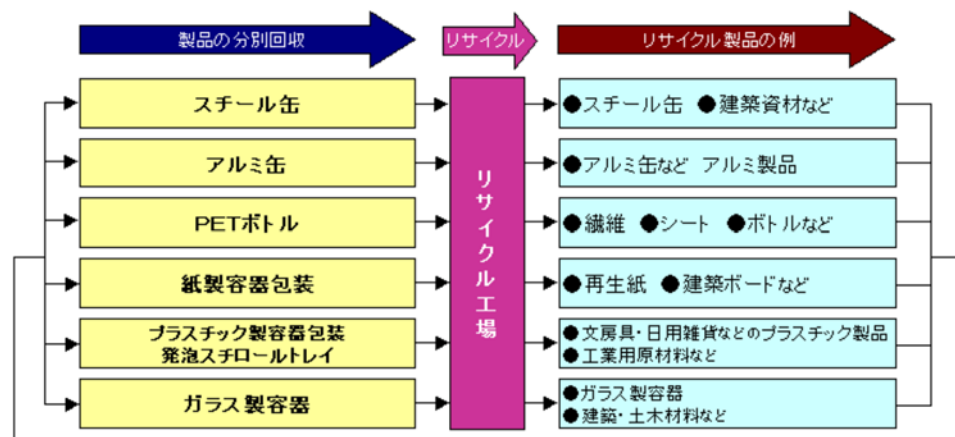 製品の分別回収
リサイクル
リサイクル製品の例
スチール缶
●スチール缶 ●建築資材など
アルミ缶
●アルミ缶など アルミ製品
PETボトル
●繊維 ●シート ●ボトルなど
紙製容器包装
●再生紙 ●建築ボードなど
プラスチック製容器包装
発泡スチロールトレイ
●文房具・日用雑貨などのプラスチック製品
●工業用原材料など
ガラス製容器
●ガラス製容器
●建築・土木材料など
リサイクル工場